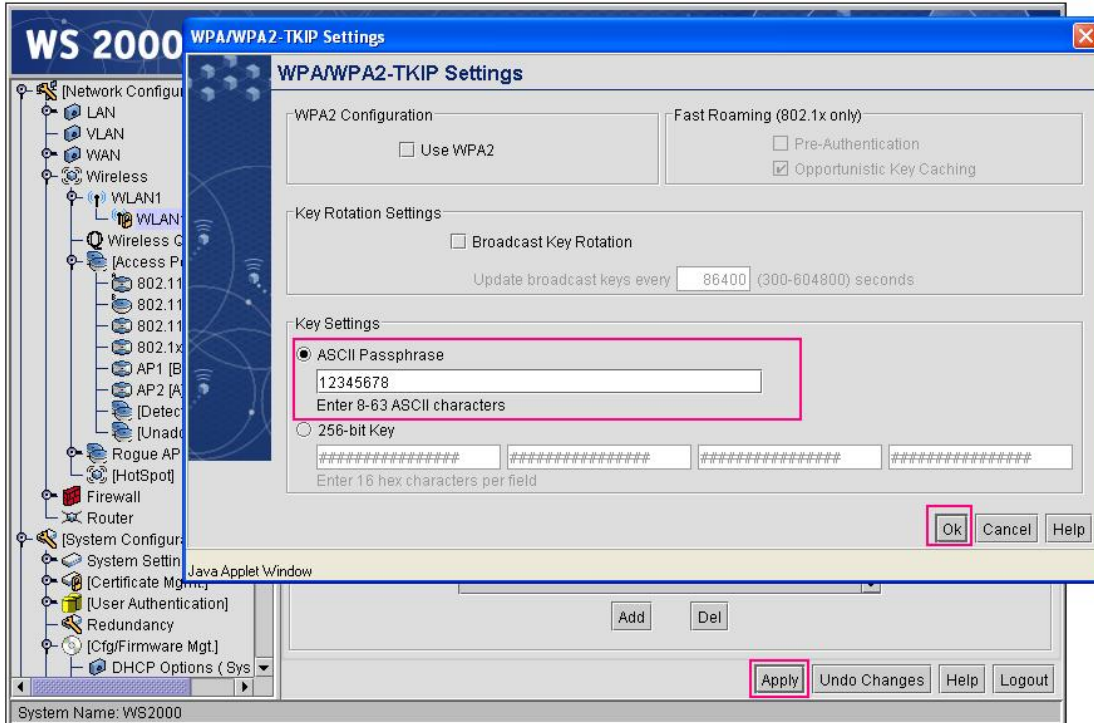 WS 2000
WPA/WPA2-TKIP Settings
WPA/WPA2-TKIP Settings
WPA2 Configuration
Use WPA2
Fast Roaming (802.1x only)
Pre-Authentication
Opportunistic Key Caching
Key Rotation Settings
Broadcast Key Rotation
Update broadcast keys every 86400 (300-604800) seconds
Key Settings
ASCII Passphrase
12345678
Enter 8-63 ASCII characters
256-bit Key
################ ################ ################ ################
Enter 16 hex characters per field
Ok Cancel Help
Java Applet Window
[Network Configu
LAN
VLAN
WAN
Wireless
WLAN1
WLAN
Wireless Q
[Access P
802.11
802.11
802.11
802.1x
AP1 [B
AP2 [A
[Detec
[Unad
Rogue AP
[HotSpot]
Firewall
Router
[System Configur
System Settin
[Certificate Mgmt.]
[User Authentication]
Redundancy
[Cfg/Firmware Mgt.]
DHCP Options ( Sys
Add Del
Apply Undo Changes Help Logout
System Name: WS2000